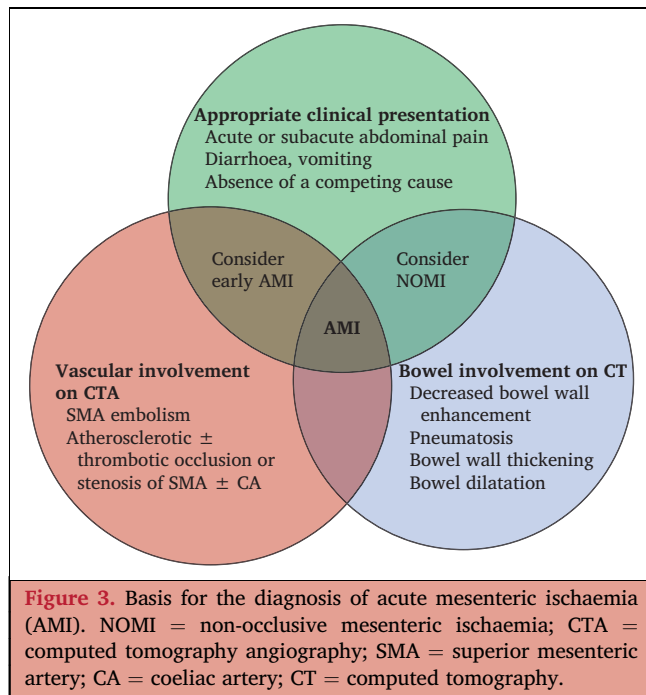 Appropriate clinical presentation
Acute or subacute abdominal pain
Diarrhoea, vomiting
Absence of a competing cause
Consider
early AMI
Consider
NOMI
AMI
Vascular involvement
on CTA
SMA embolism
Atherosclerotic ±
thrombotic occlusion or
stenosis of SMA ± CA
Bowel involvement on CT
Decreased bowel wall
enhancement
Pneumatosis
Bowel wall thickening
Bowel dilatation
Figure 3. Basis for the diagnosis of acute mesenteric ischaemia
(AMI). NOMI = non-occlusive mesenteric ischaemia; CTA =
computed tomography angiography; SMA = superior mesenteric
artery; CA = coeliac artery; CT = computed tomography.